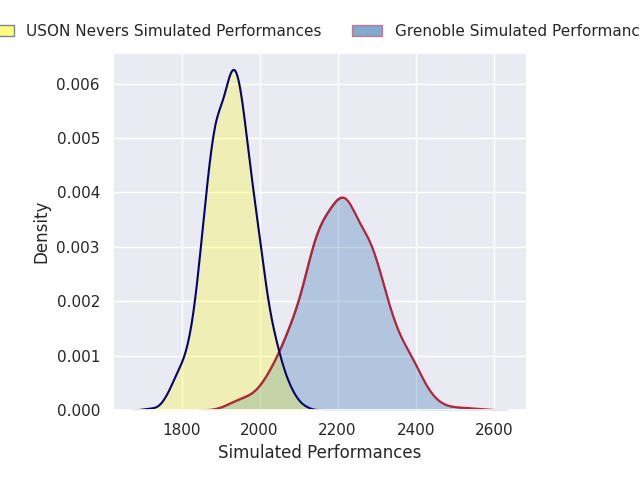 USON Nevers Simulated Performances
Grenoble Simulated Performanc
0.006
0.005
0.004
0.003
0.002
0.001
0.000
Density
1800 2000 2200 2400 2600
Simulated Performances